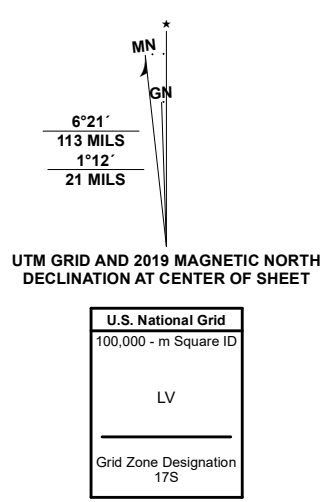 MN
GN
6°21´
113 MILS
1°12´
21 MILS
UTM GRID AND 2019 MAGNETIC NORTH
DECLINATION AT CENTER OF SHEET
U.S. National Grid
100,000 - m Square ID
LV
Grid Zone Designation
17S